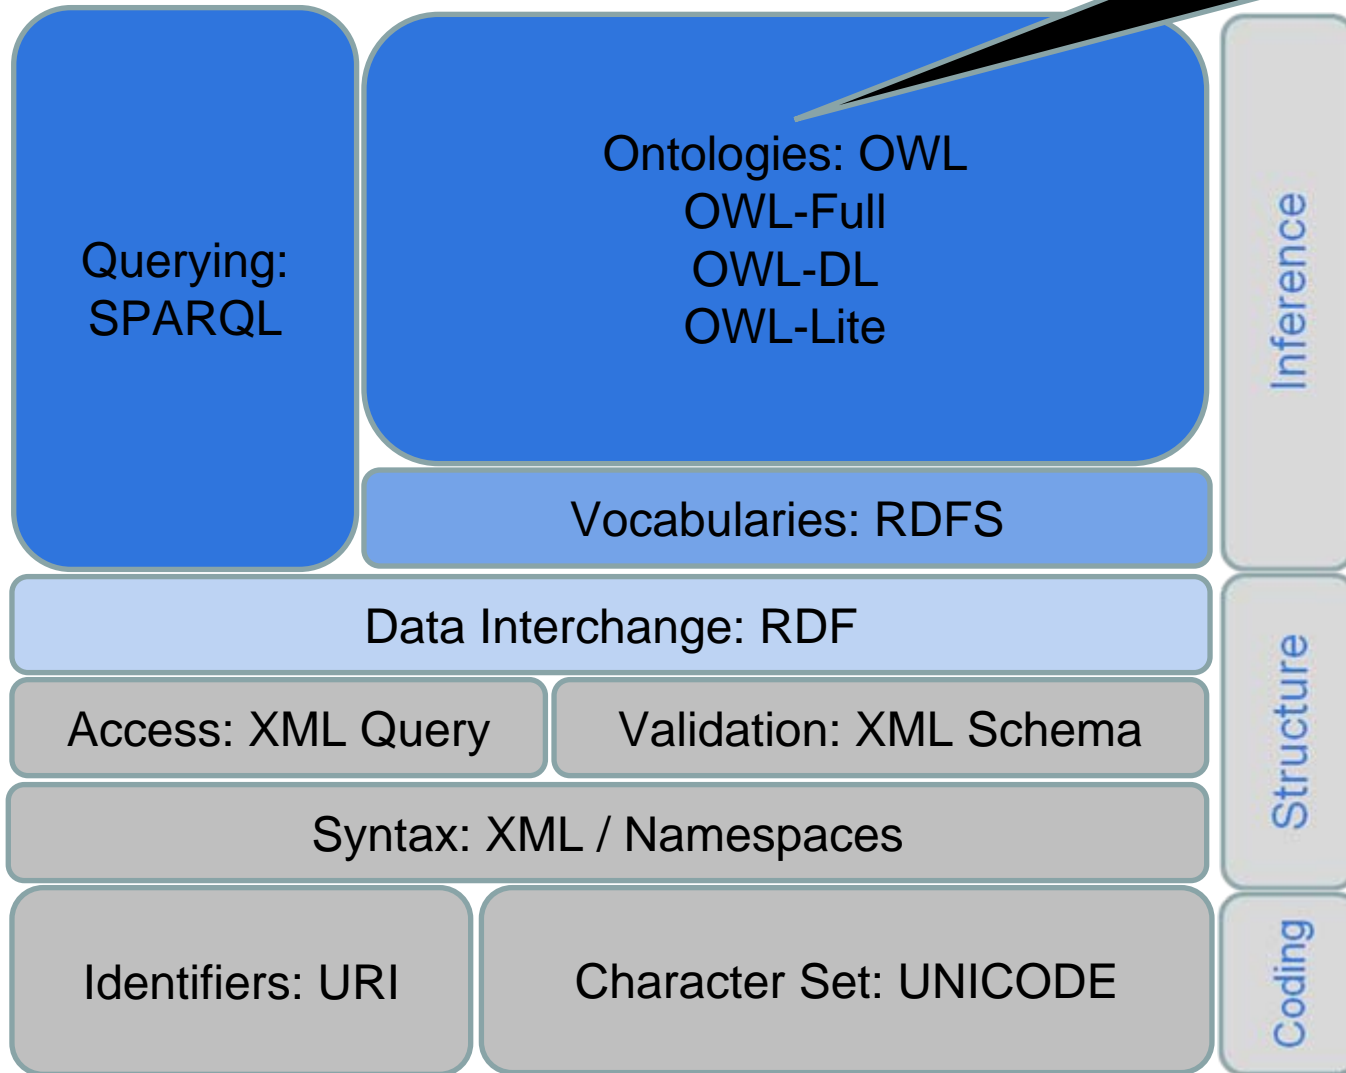 Ontologies: OWL
OWL-Full
OWL-DL
OWL-Lite
Querying:
SPARQL
Vocabularies: RDFS
Data Interchange: RDF
Access: XML Query
Validation: XML Schema
Syntax: XML / Namespaces
Identifiers: URI
Character Set: UNICODE
Inference
Structure
Coding